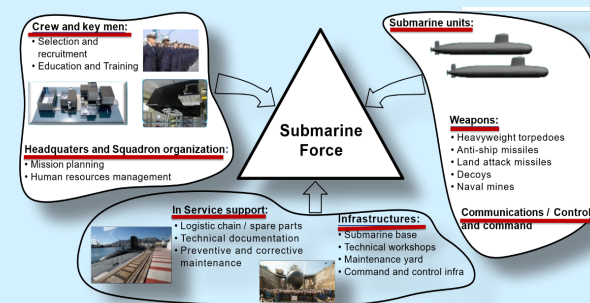 Crew and key men:
• Selection and
recruitment
• Education and Training
Headquaters and Squadron organization:
• Mission planning
• Human resources management
Submarine
Force
Submarine units:
Weapons:
• Heavyweight torpedoes
• Anti-ship missiles
• Land attack missiles
• Decoys
• Naval mines
Communications / Control
and command
In Service support:
• Logistic chain / spare parts
• Technical documentation
• Preventive and corrective
maintenance
Infrastructures:
• Submarine base
• Technical workshops
• Maintenance yard
• Command and control infra